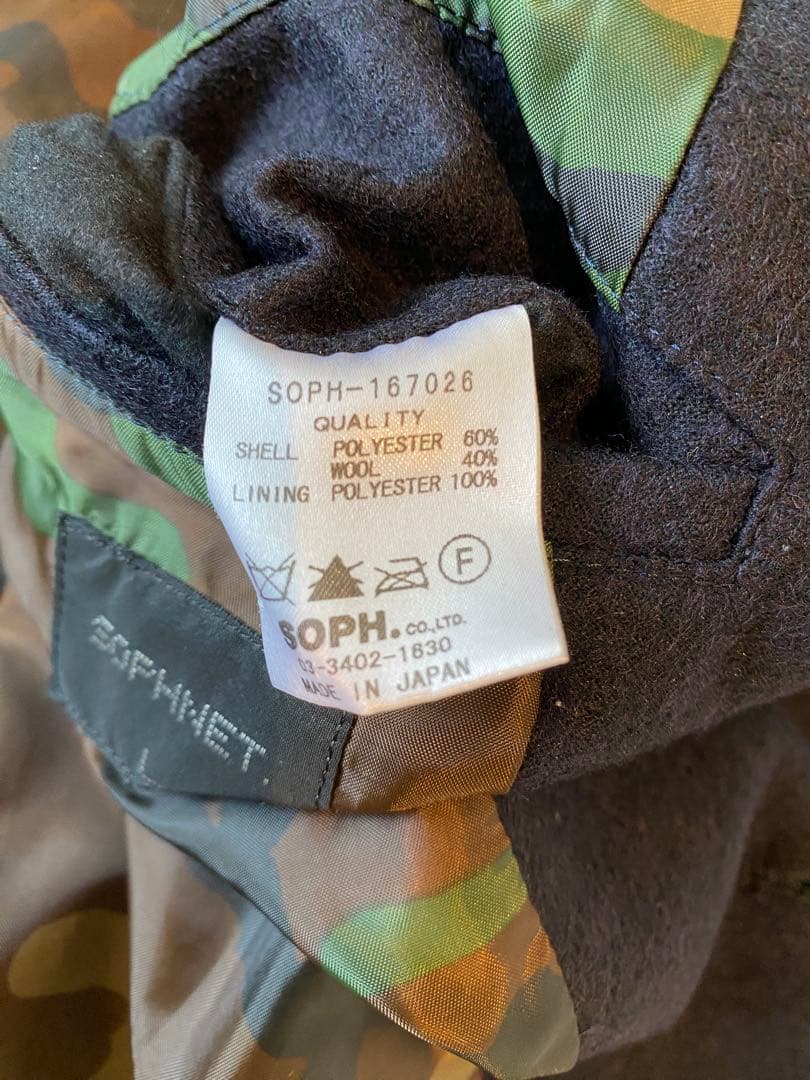 SOPH-167026
QUALITY
SHELL POLYESTER 60%
WOOL 40%
LINING POLYESTER 100%
F
SOPH. CO.,LTD.
03-3402-1630
MADE IN JAPAN
SOPHNET.
L